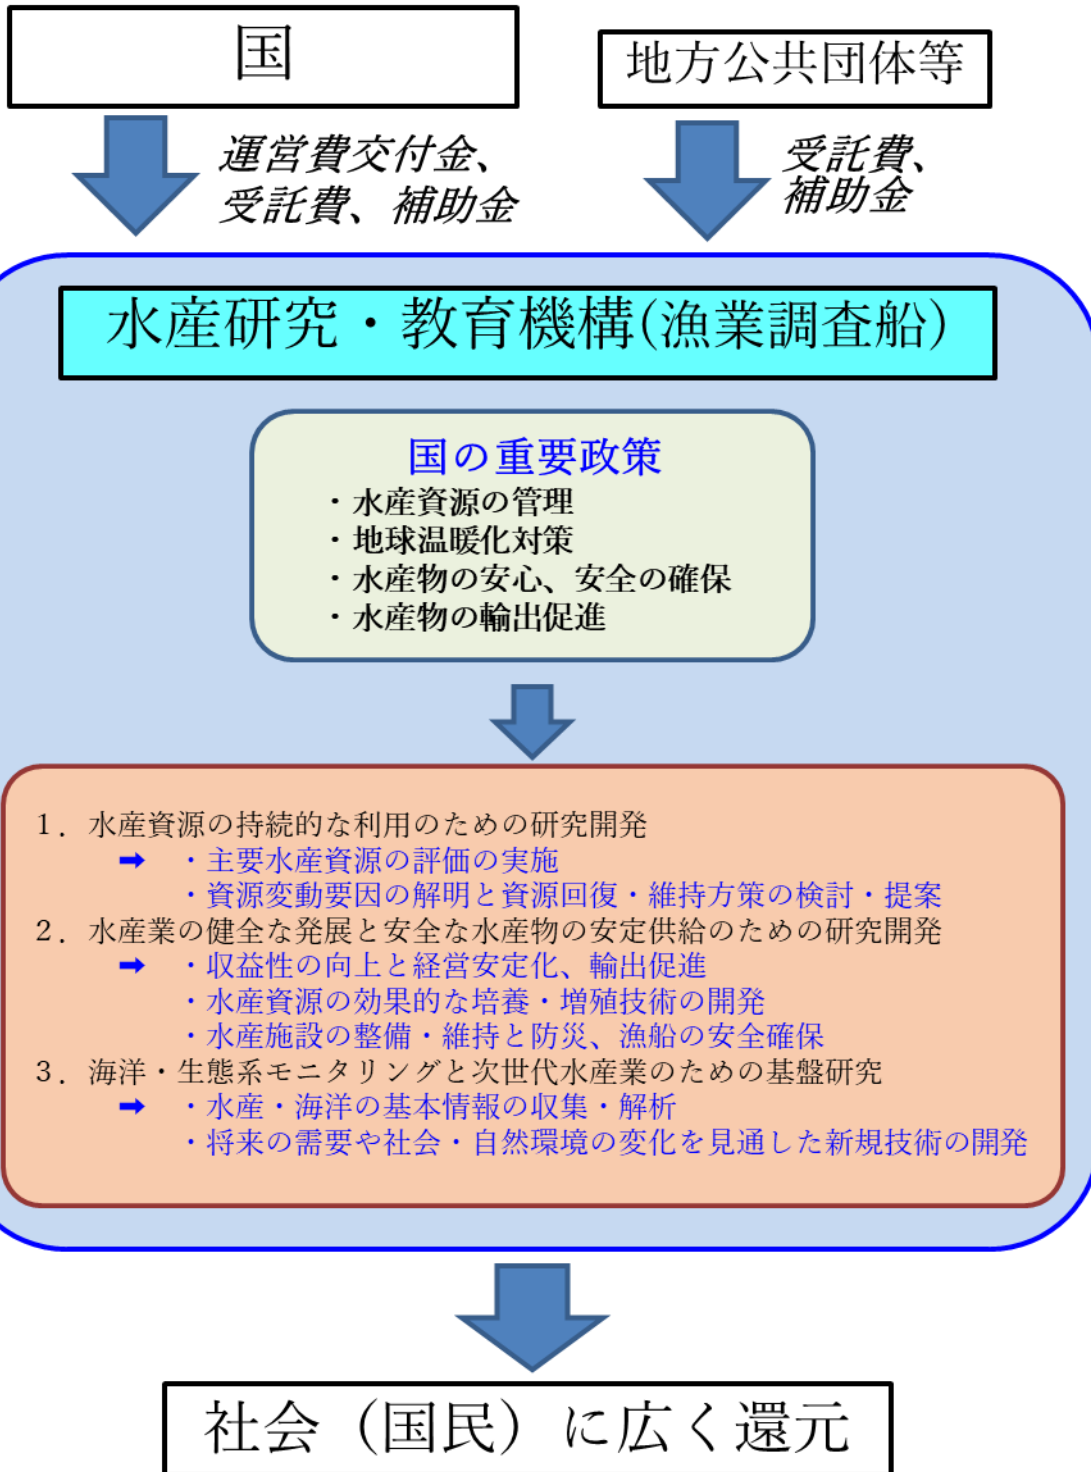 国
地方公共団体等
運営費交付金、
受託費、補助金
受託費、
補助金
水産研究・教育機構(漁業調査船)
国の重要政策
・水産資源の管理
・地球温暖化対策
・水産物の安心、安全の確保
・水産物の輸出促進
１．水産資源の持続的な利用のための研究開発
➡ ・主要水産資源の評価の実施
・資源変動要因の解明と資源回復・維持方策の検討・提案
２．水産業の健全な発展と安全な水産物の安定供給のための研究開発
➡ ・収益性の向上と経営安定化、輸出促進
・水産資源の効果的な培養・増殖技術の開発
・水産施設の整備・維持と防災、漁船の安全確保
３．海洋・生態系モニタリングと次世代水産業のための基盤研究
➡ ・水産・海洋の基本情報の収集・解析
・将来の需要や社会・自然環境の変化を見通した新規技術の開発
社会（国民）に広く還元